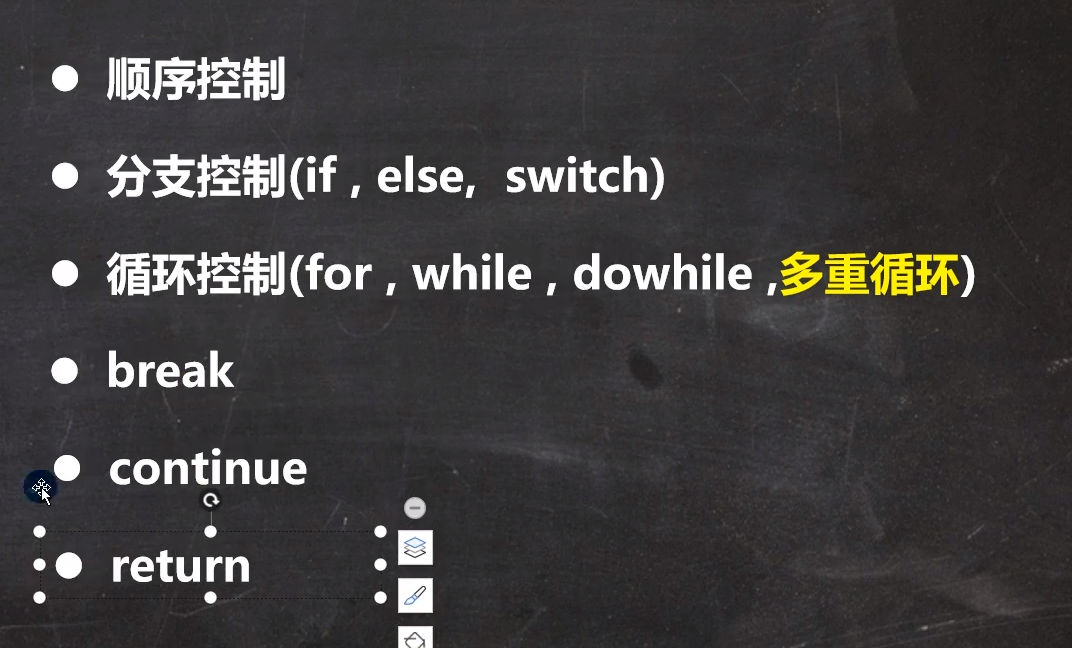 ● 顺序控制
● 分支控制(if , else,  switch)
● 循环控制(for , while , dowhile ,多重循环)
● break
● continue
● return